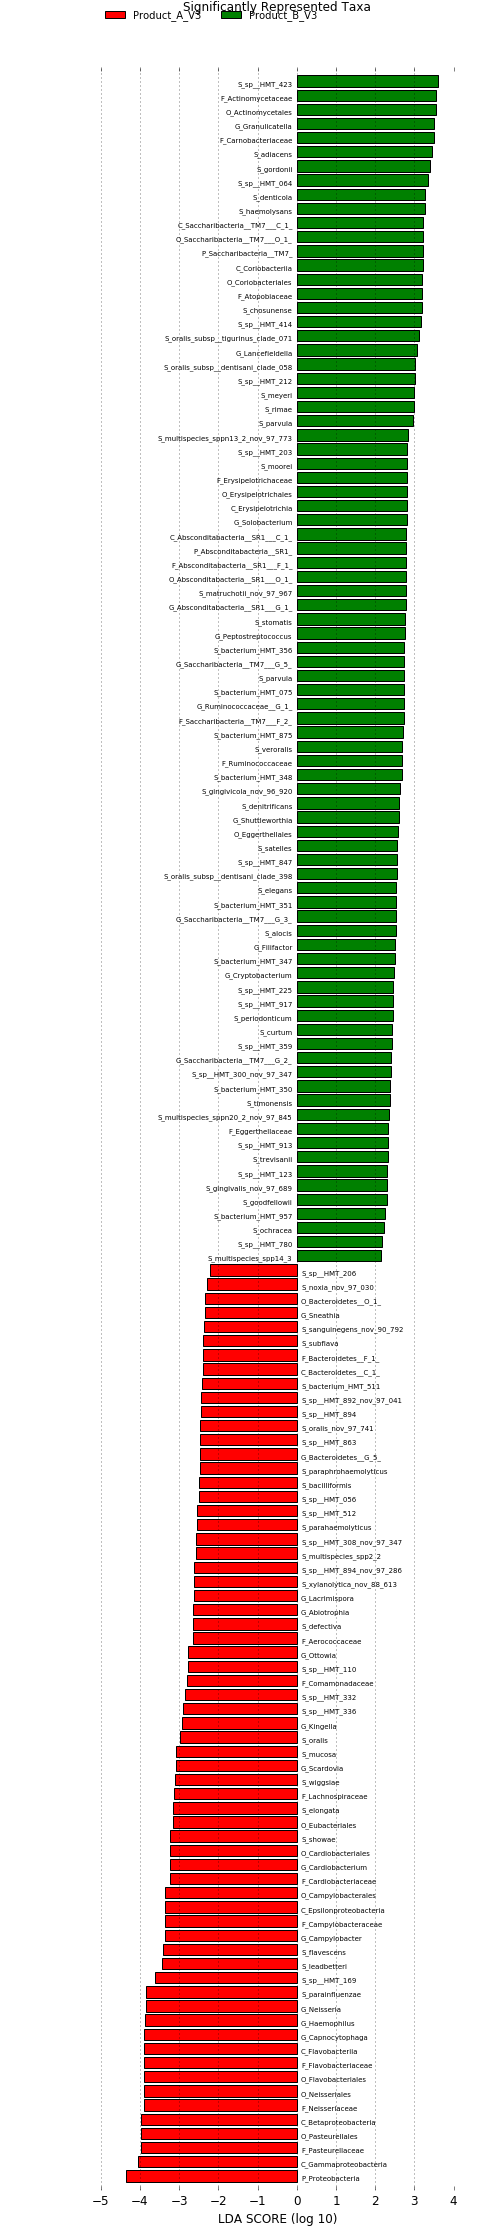 Significantly Represented Taxa
Product_A_V3 Product_B_V3
S_sp__HMT_423
F_Actinomycetaceae
O_Actinomycetales
G_Granulicatella
F_Carnobacteriaceae
S_adiacens
S_gordonii
S_sp__HMT_064
S_denticola
S_haemolysans
C_Saccharibacteria__TM7___C_1_
O_Saccharibacteria__TM7___O_1_
P_Saccharibacteria__TM7_
C_Coriobacteriia
O_Coriobacteriales
F_Atopobiaceae
S_chosunense
S_sp__HMT_414
S_oralis_subsp__tigurinus_clade_071
G_Lancefieldella
S_oralis_subsp__dentisani_clade_058
S_sp__HMT_212
S_meyeri
S_rimae
S_parvula
S_multispecies_sppn13_2_nov_97_773
S_sp__HMT_203
S_moorei
F_Erysipelotrichaceae
O_Erysipelotrichales
C_Erysipelotrichia
G_Solobacterium
C_Absconditabacteria__SR1___C_1_
P_Absconditabacteria__SR1_
F_Absconditabacteria__SR1___F_1_
O_Absconditabacteria__SR1___O_1_
S_matruchotii_nov_97_967
G_Absconditabacteria__SR1___G_1_
S_stomatis
G_Peptostreptococcus
S_bacterium_HMT_356
G_Saccharibacteria__TM7___G_5_
S_parvula
S_bacterium_HMT_075
G_Ruminococcaceae__G_1_
F_Saccharibacteria__TM7___F_2_
S_bacterium_HMT_875
S_veroralis
F_Ruminococcaceae
S_bacterium_HMT_348
S_gingivicola_nov_96_920
S_denitrificans
G_Shuttleworthia
O_Eggerthellales
S_satelles
S_sp__HMT_847
S_oralis_subsp__dentisani_clade_398
S_elegans
S_bacterium_HMT_351
G_Saccharibacteria__TM7___G_3_
S_alocis
G_Filifactor
S_bacterium_HMT_347
G_Cryptobacterium
S_sp__HMT_225
S_sp__HMT_917
S_periodonticum
S_curtum
S_sp__HMT_359
G_Saccharibacteria__TM7___G_2_
S_sp__HMT_300_nov_97_347
S_bacterium_HMT_350
S_timonensis
S_multispecies_sppn20_2_nov_97_845
F_Eggerthellaceae
S_sp__HMT_913
S_trevisanii
S_sp__HMT_123
S_gingivalis_nov_97_689
S_goodfellowii
S_bacterium_HMT_957
S_ochracea
S_sp__HMT_780
S_multispecies_spp14_3
S_sp__HMT_206
S_noxia_nov_97_030
O_Bacteroidetes__O_1_
G_Sneathia
S_sanguinegens_nov_90_792
S_subflava
F_Bacteroidetes__F_1_
C_Bacteroidetes__C_1_
S_bacterium_HMT_511
S_sp__HMT_892_nov_97_041
S_sp__HMT_894
S_oralis_nov_97_741
S_sp__HMT_863
G_Bacteroidetes__G_5_
S_paraphrohaemolyticus
S_bacilliformis
S_sp__HMT_056
S_sp__HMT_512
S_parahaemolyticus
S_sp__HMT_308_nov_97_347
S_multispecies_spp2_2
S_sp__HMT_894_nov_97_286
S_xylanolytica_nov_88_613
G_Lacrimispora
G_Abiotrophia
S_defectiva
F_Aerococcaceae
G_Ottowia
S_sp__HMT_110
F_Comamonadaceae
S_sp__HMT_332
S_sp__HMT_336
G_Kingella
S_oralis
S_mucosa
G_Scardovia
S_wiggsiae
F_Lachnospiraceae
S_elongata
O_Eubacteriales
S_showae
O_Cardiobacteriales
G_Cardiobacterium
F_Cardiobacteriaceae
O_Campylobacterales
C_Epsilonproteobacteria
F_Campylobacteraceae
G_Campylobacter
S_flavescens
S_leadbetteri
S_sp__HMT_169
S_parainfluenzae
G_Neisseria
G_Haemophilus
G_Capnocytophaga
C_Flavobacteriia
F_Flavobacteriaceae
O_Flavobacteriales
O_Neisseriales
F_Neisseriaceae
C_Betaproteobacteria
O_Pasteurellales
F_Pasteurellaceae
C_Gammaproteobacteria
P_Proteobacteria
−5 −4 −3 −2 −1 0 1 2 3 4
LDA SCORE (log 10)